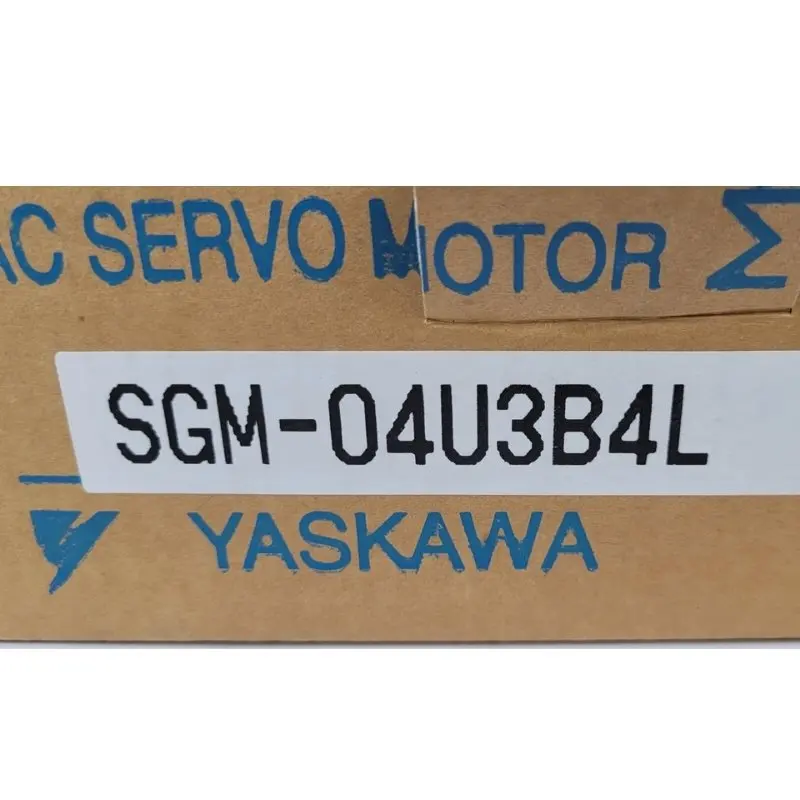 AC SERVO MOTOR Σ
SGM-04U3B4L
YASKAWA